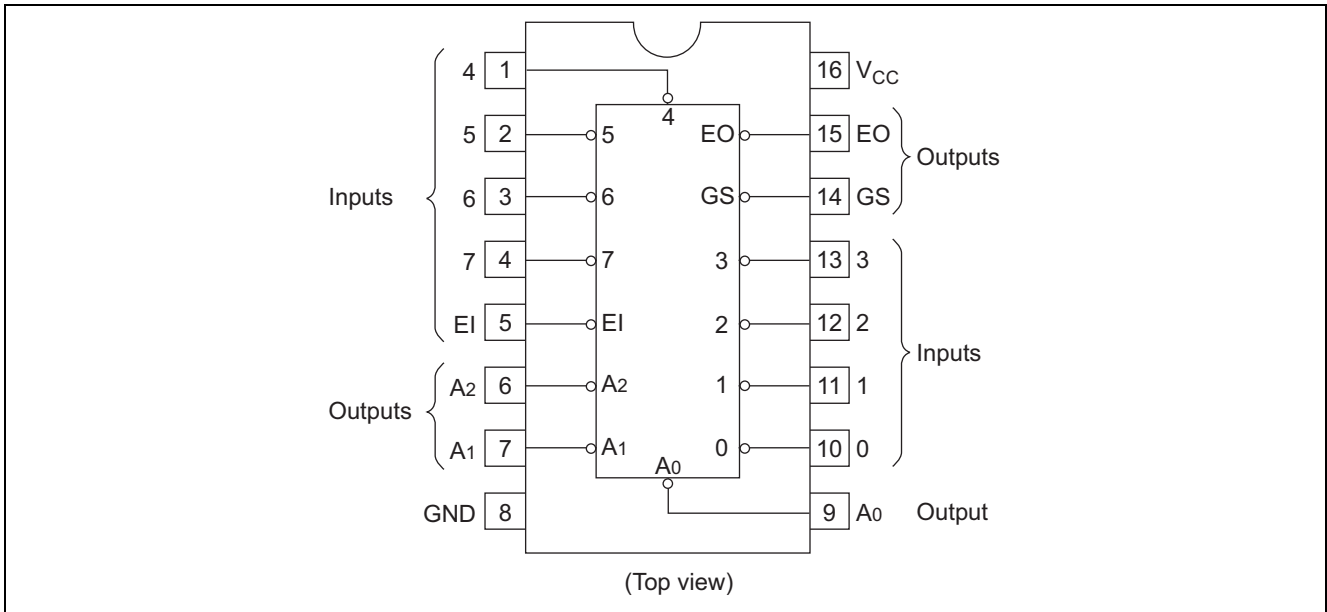 4 1 16 VCC
4
5 2 5 EO 15 EO
Outputs
Inputs 6 3 6 GS 14 GS
7 4 7 3 13 3
EI 5 EI 2 12 2
Inputs
A2 6 A2 1 11 1
Outputs
A1 7 A1 0 10 0
A0
GND 8 9 A0 Output
(Top view)